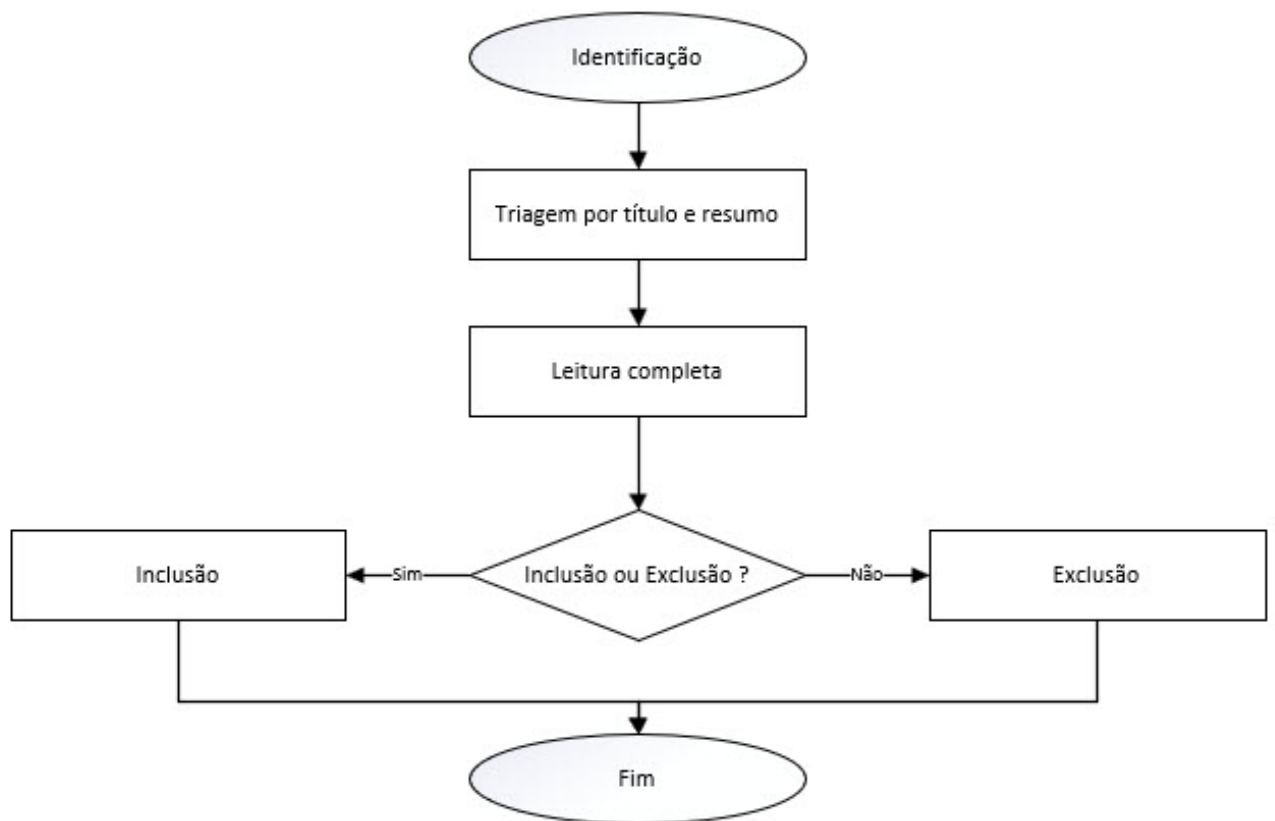 Identificação
Triagem por título e resumo
Leitura completa
Inclusão
Sim
Inclusão ou Exclusão ?
Não
Exclusão
Fim